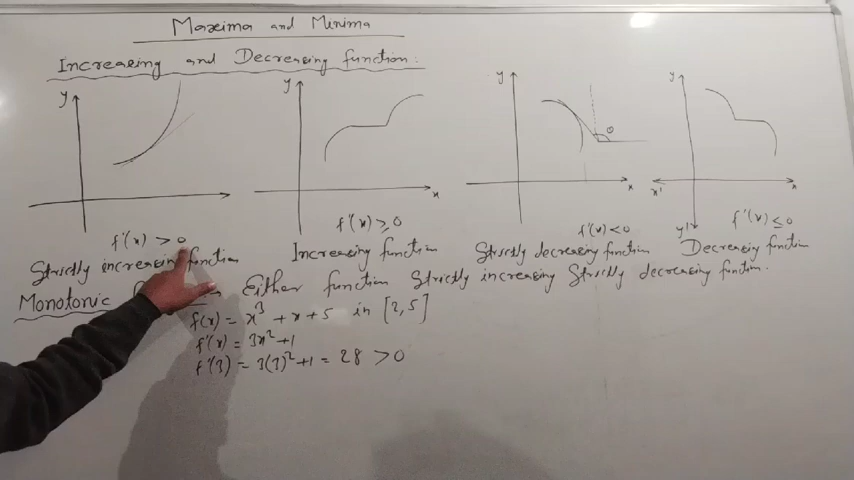 Maxima and Minima
Increasing and Decreasing function:
y y y y
x x x' x
y'
f'(x) > 0 f'(x) ≥ 0 f'(x) < 0 f'(x) ≤ 0
Strictly increasing function Increasing function Strictly decreasing function Decreasing function
Monotonic Either function Strictly increasing Strictly decreasing function.
f(x) = x³ + x + 5 in [2, 5]
f'(x) = 3x² + 1
f'(3) = 3(3)² + 1 = 28 > 0